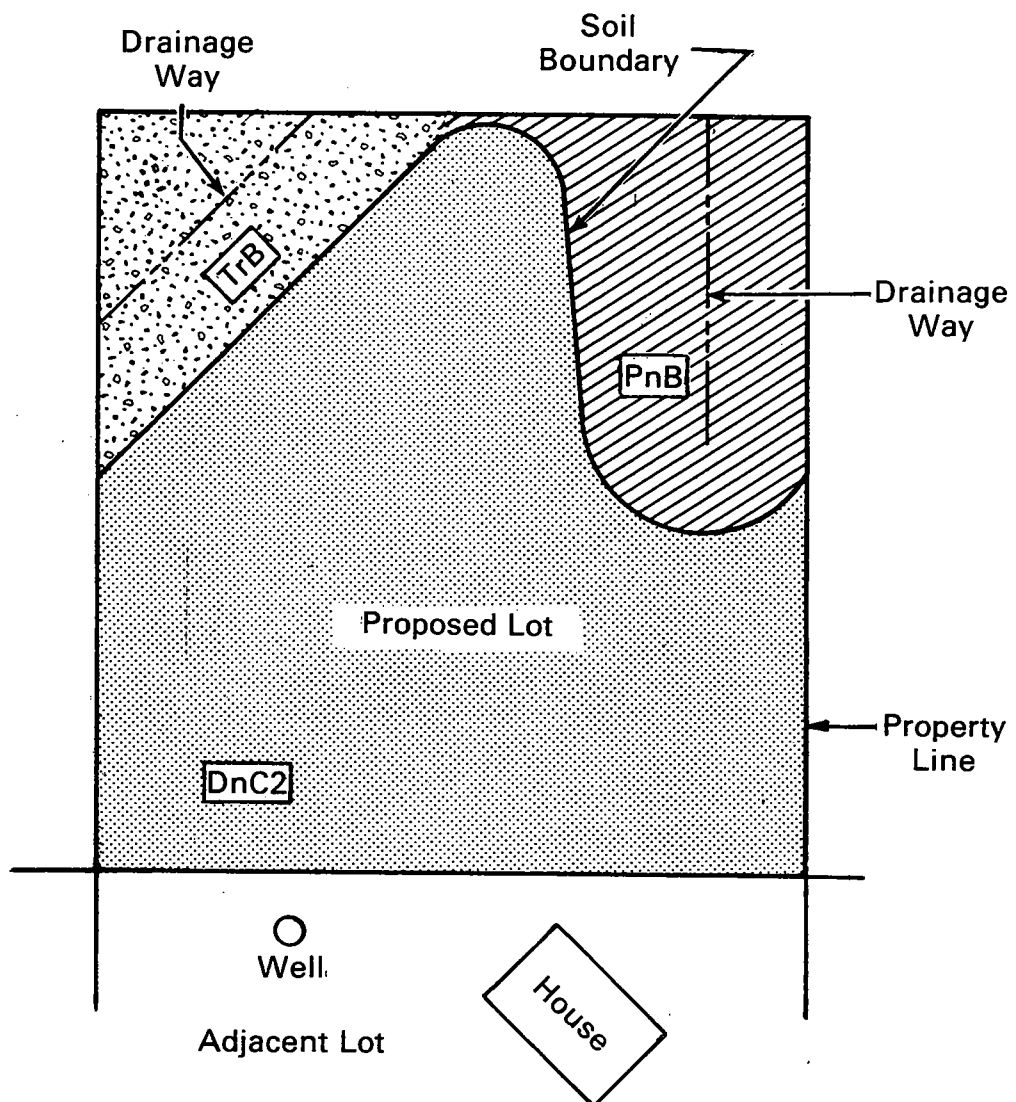 Drainage
Way
Soil
Boundary
TrB
Drainage
Way
PnB
Proposed Lot
Property
Line
DnC2
Well
House
Adjacent Lot